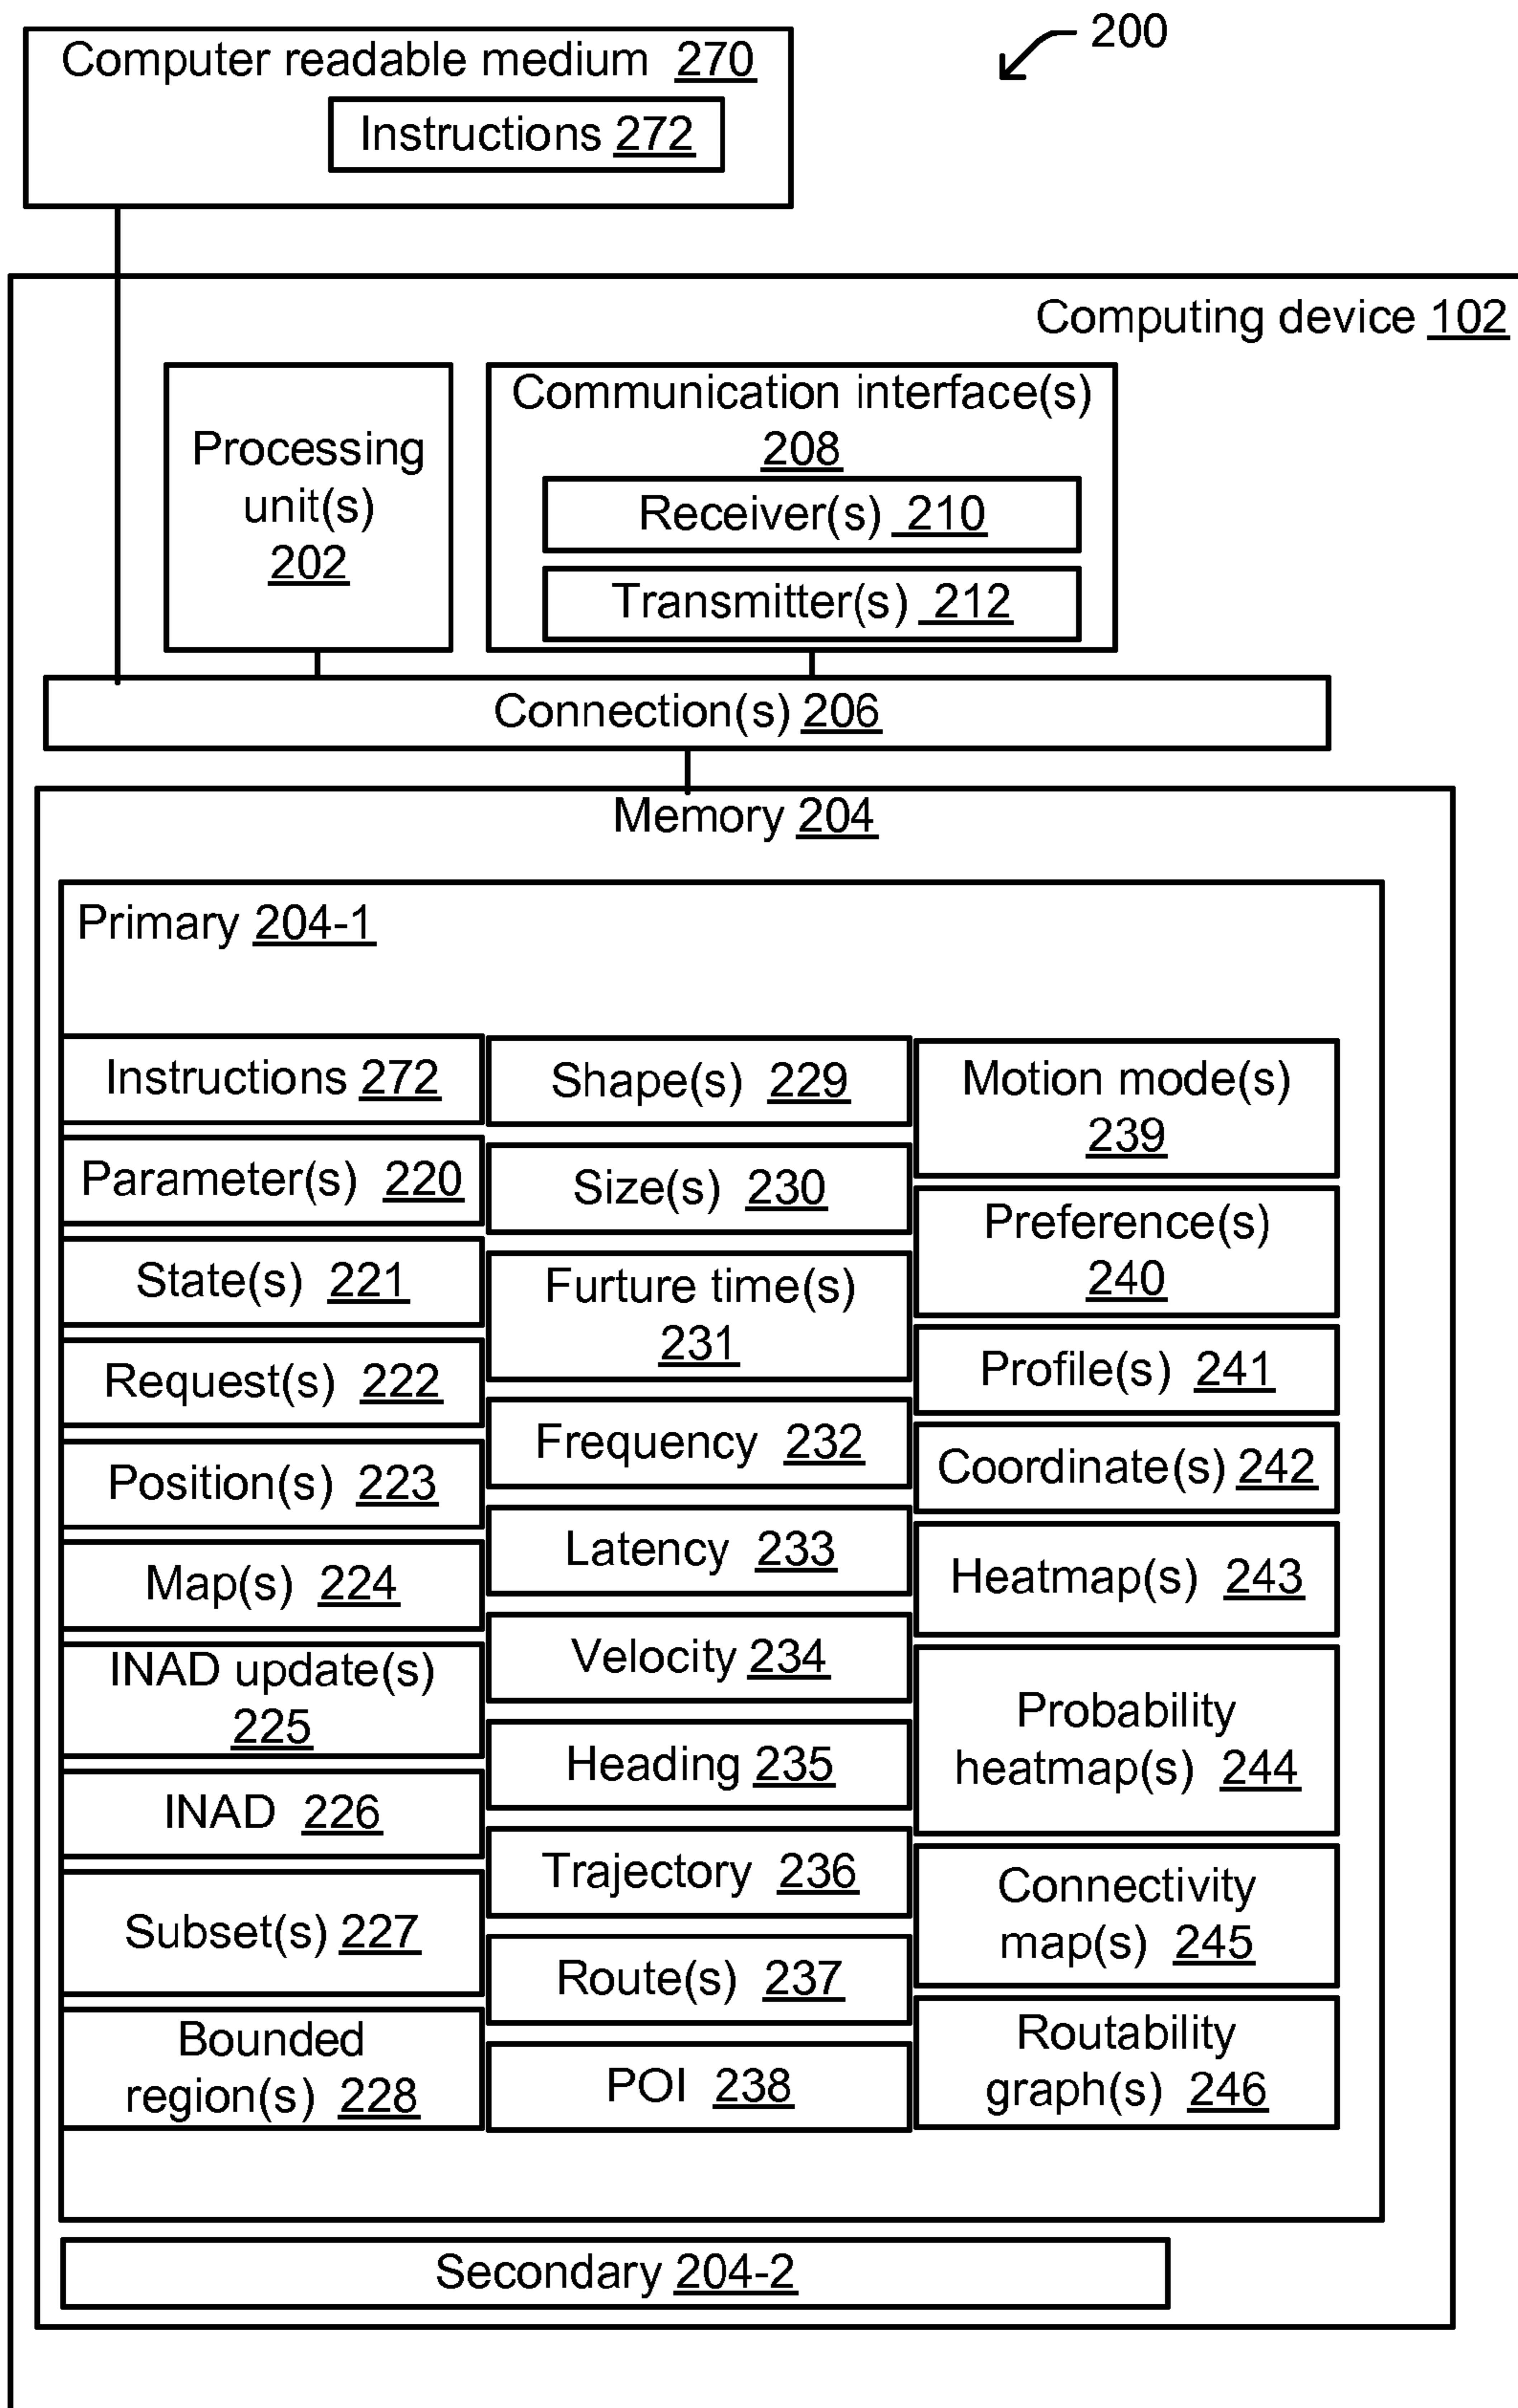 200
Computer readable medium 270
Instructions 272
Computing device 102
Processing
unit(s)
202
Communication interface(s)
208
Receiver(s) 210
Transmitter(s) 212
Connection(s) 206
Memory 204
Primary 204-1
Instructions 272
Parameter(s) 220
State(s) 221
Request(s) 222
Position(s) 223
Map(s) 224
INAD update(s)
225
INAD 226
Subset(s) 227
Bounded
region(s) 228
Shape(s) 229
Size(s) 230
Furture time(s)
231
Frequency 232
Latency 233
Velocity 234
Heading 235
Trajectory 236
Route(s) 237
POI 238
Motion mode(s)
239
Preference(s)
240
Profile(s) 241
Coordinate(s) 242
Heatmap(s) 243
Probability
heatmap(s) 244
Connectivity
map(s) 245
Routability
graph(s) 246
Secondary 204-2